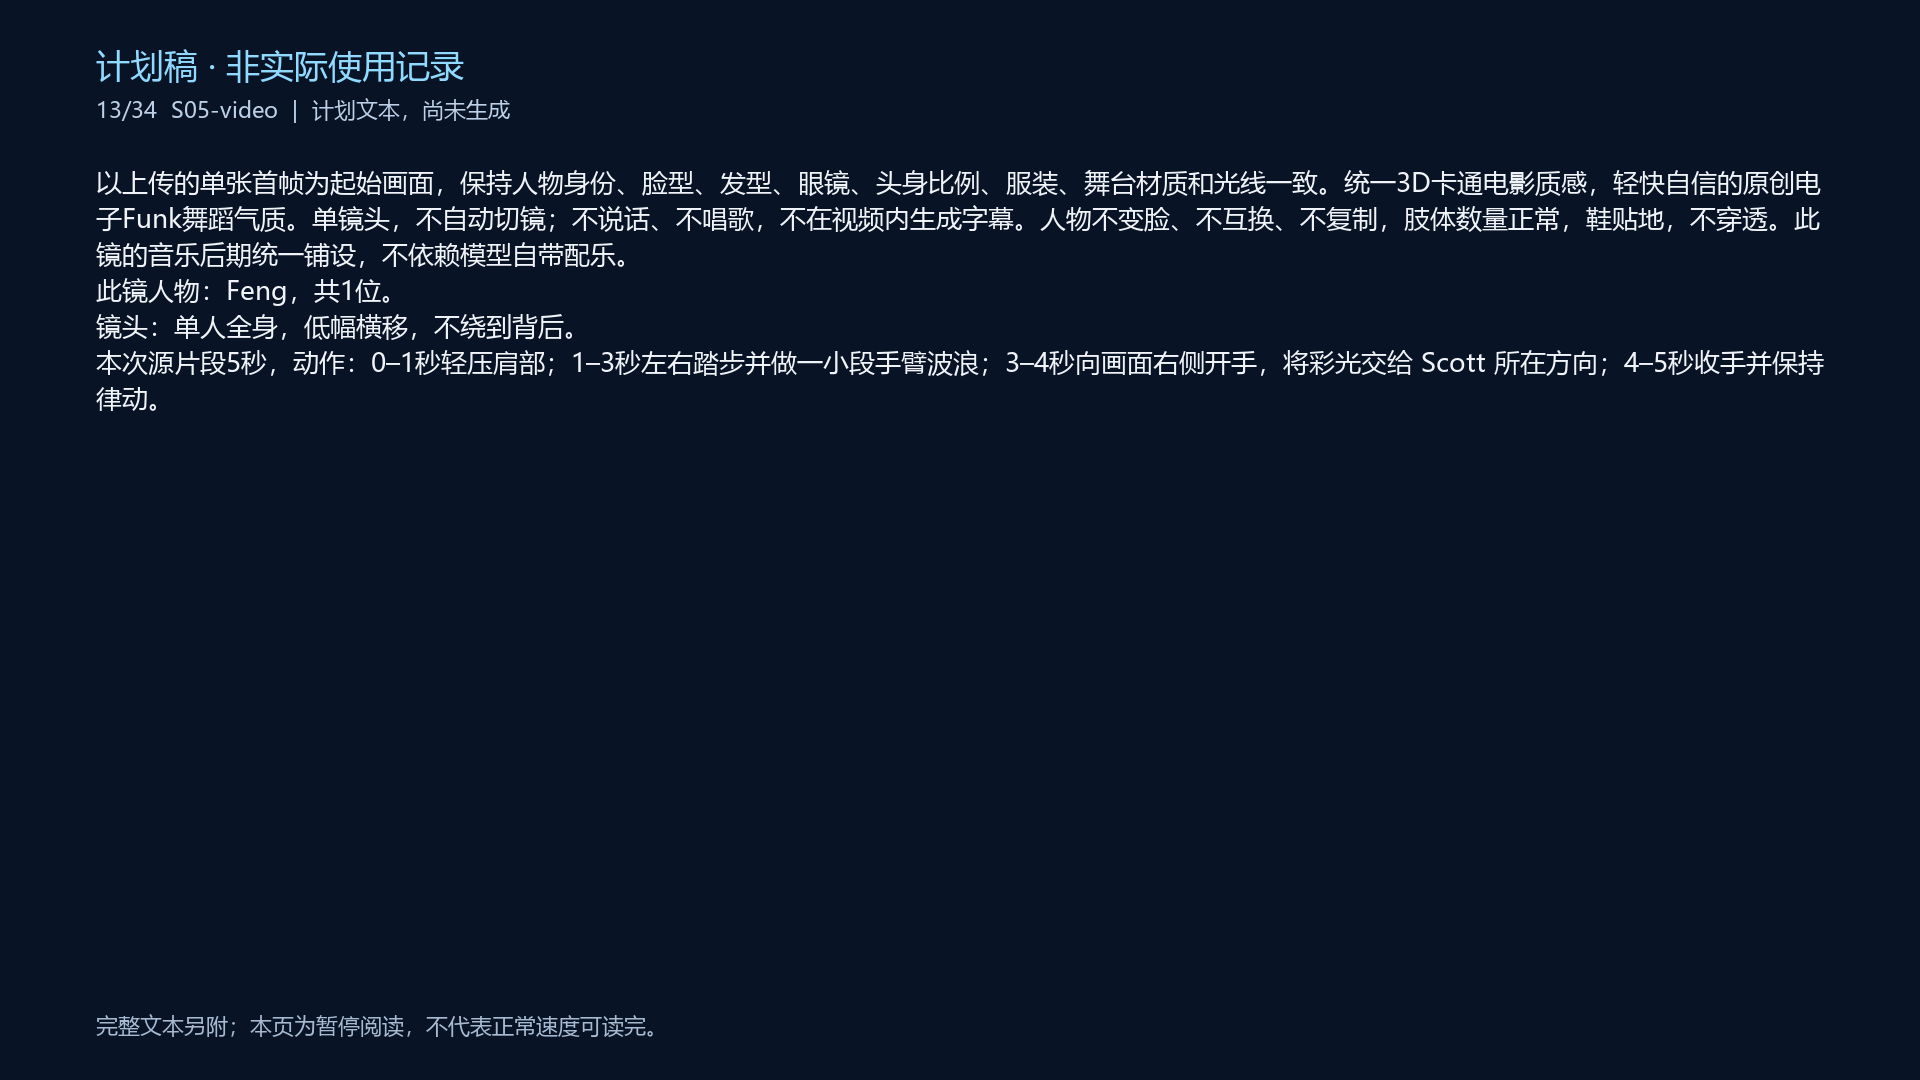 计划稿 · 非实际使用记录
13/34  S05-video  |  计划文本，尚未生成
以上传的单张首帧为起始画面，保持人物身份、脸型、发型、眼镜、头身比例、服装、舞台材质和光线一致。统一3D卡通电影质感，轻快自信的原创电
子Funk舞蹈气质。单镜头，不自动切镜；不说话、不唱歌，不在视频内生成字幕。人物不变脸、不互换、不复制，肢体数量正常，鞋贴地，不穿透。此
镜的音乐后期统一铺设，不依赖模型自带配乐。
此镜人物：Feng，共1位。
镜头：单人全身，低幅横移，不绕到背后。
本次源片段5秒，动作：0–1秒轻压肩部；1–3秒左右踏步并做一小段手臂波浪；3–4秒向画面右侧开手，将彩光交给 Scott 所在方向；4–5秒收手并保持
律动。
完整文本另附；本页为暂停阅读，不代表正常速度可读完。